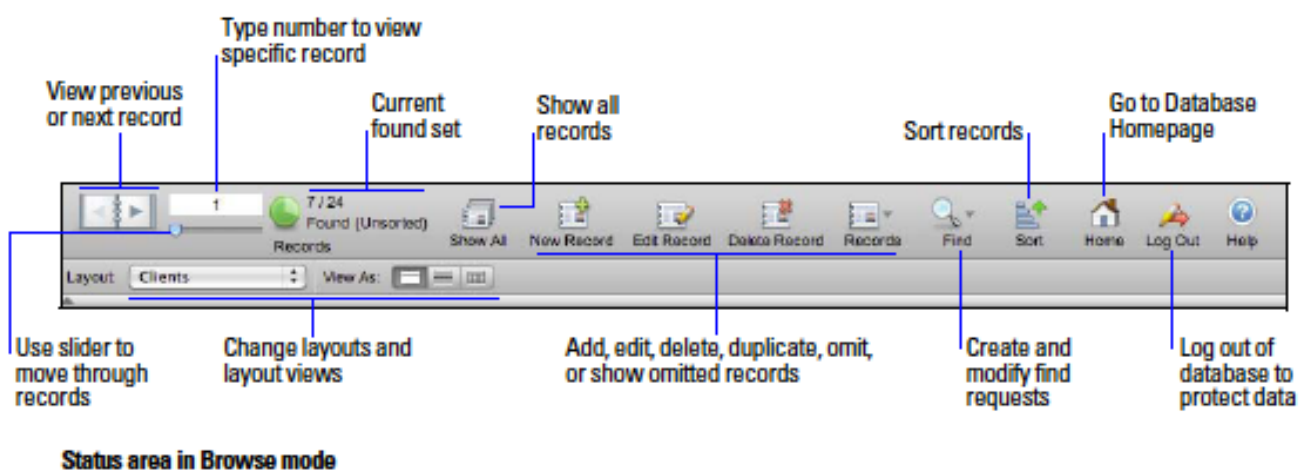 Type number to view
specific record
View previous
or next record
Current
found set
Show all
records
Sort records
Go to Database
Homepage
1
7 / 24
Found (Unsorted)
Records
Show All
New Record
Edit Record
Delete Record
Records
Find
Sort
Home
Log Out
Help
Layout:
Clients
View As:
Use slider to
move through
records
Change layouts and
layout views
Add, edit, delete, duplicate, omit,
or show omitted records
Create and
modify find
requests
Log out of
database to
protect data
Status area in Browse mode